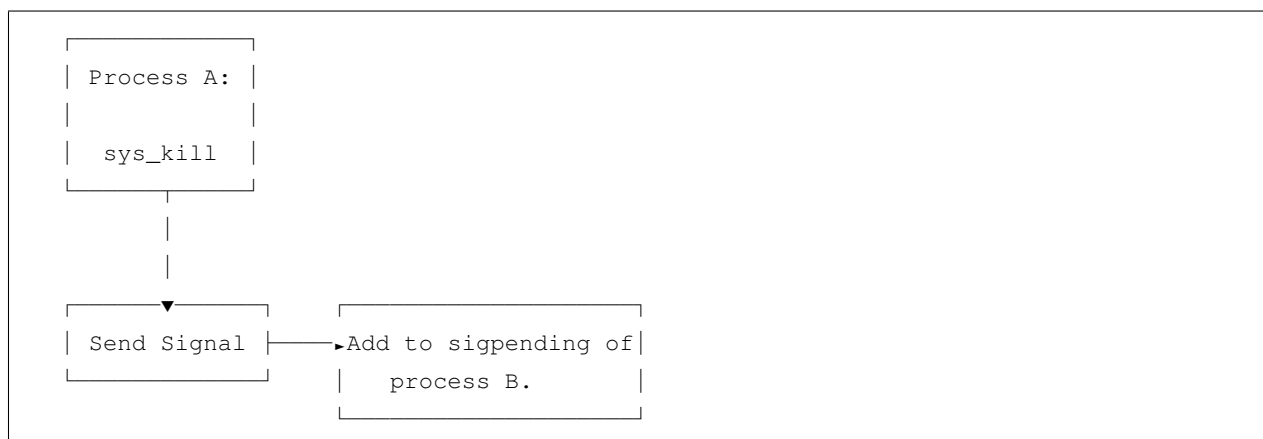 Process A:
sys_kill
Send Signal
Add to sigpending of
process B.